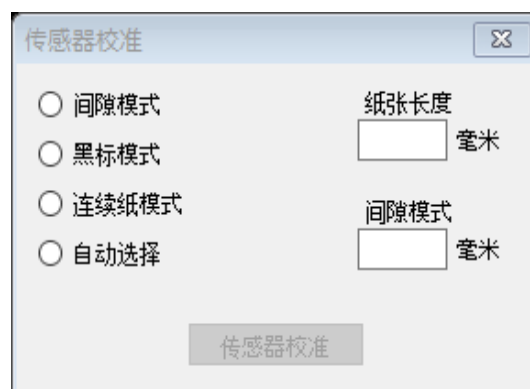 传感器校准
间隙模式
黑标模式
连续纸模式
自动选择
纸张长度
毫米
间隙模式
毫米
传感器校准